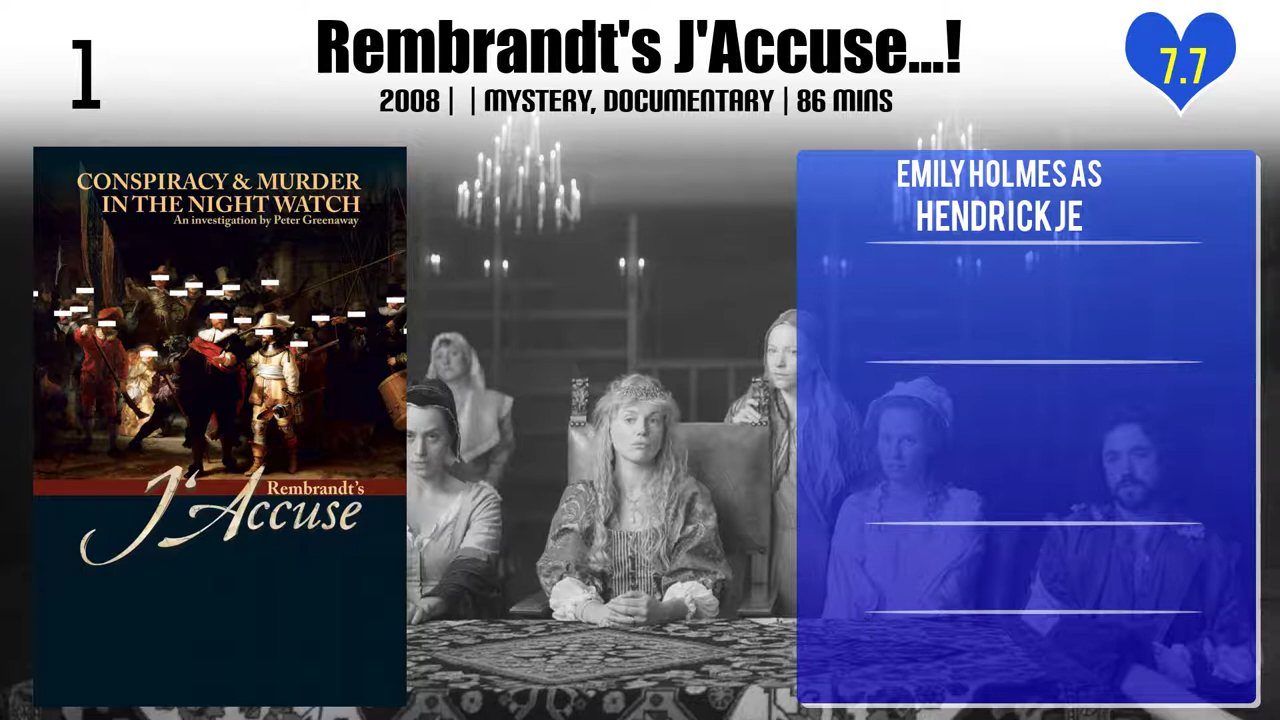 1
Rembrandt's J'Accuse...!
2008 | | MYSTERY, DOCUMENTARY | 86 MINS
7.7
CONSPIRACY & MURDER
IN THE NIGHT WATCH
An investigation by Peter Greenaway
Rembrandt's
J'Accuse
EMILY HOLMES AS
HENDRICKJE